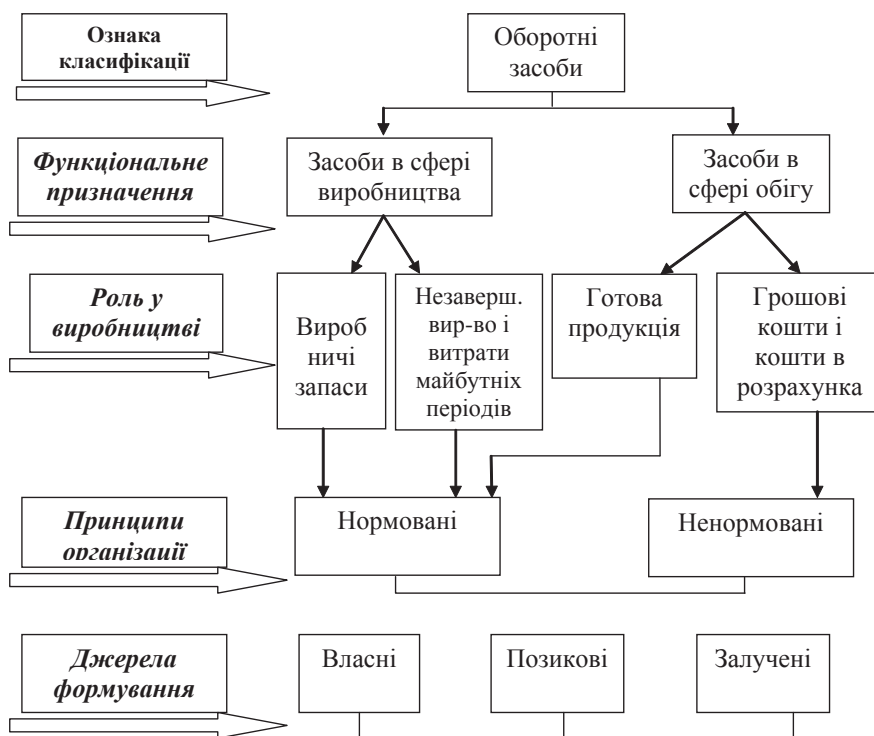 Ознака
класифікації
Оборотні
засоби
Функціональне
призначення
Засоби в сфері
виробництва
Засоби в
сфері обігу
Роль у
виробництві
Вироб
ничі
запаси
Незаверш.
вир-во і
витрати
майбутніх
періодів
Готова
продукція
Грошові
кошти і
кошти в
розрахунка
Принципи
організації
Нормовані
Ненормовані
Джерела
формування
Власні
Позикові
Залучені